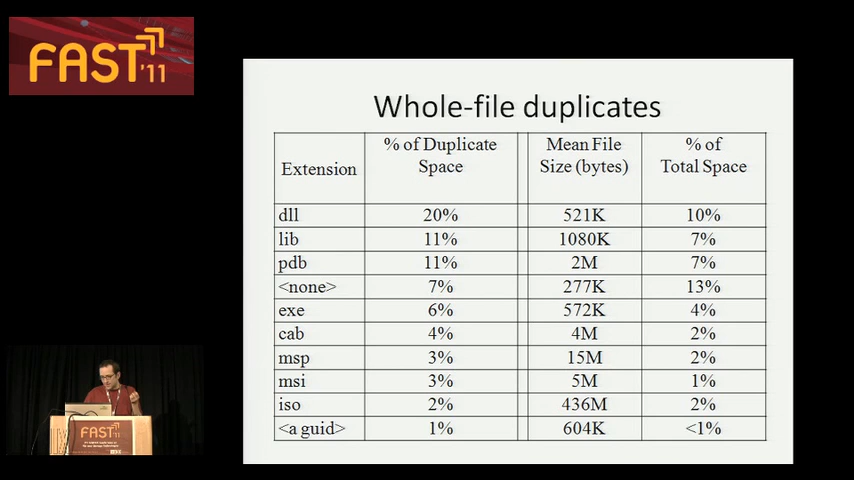 FAST
'11
Whole-file duplicates
Extension % of Duplicate Space Mean File Size (bytes) % of Total Space
dll 20% 521K 10%
lib 11% 1080K 7%
pdb 11% 2M 7%
<none> 7% 277K 13%
exe 6% 572K 4%
cab 4% 4M 2%
msp 3% 15M 2%
msi 3% 5M 1%
iso 2% 436M 2%
<a guid> 1% 604K <1%
FAST'11